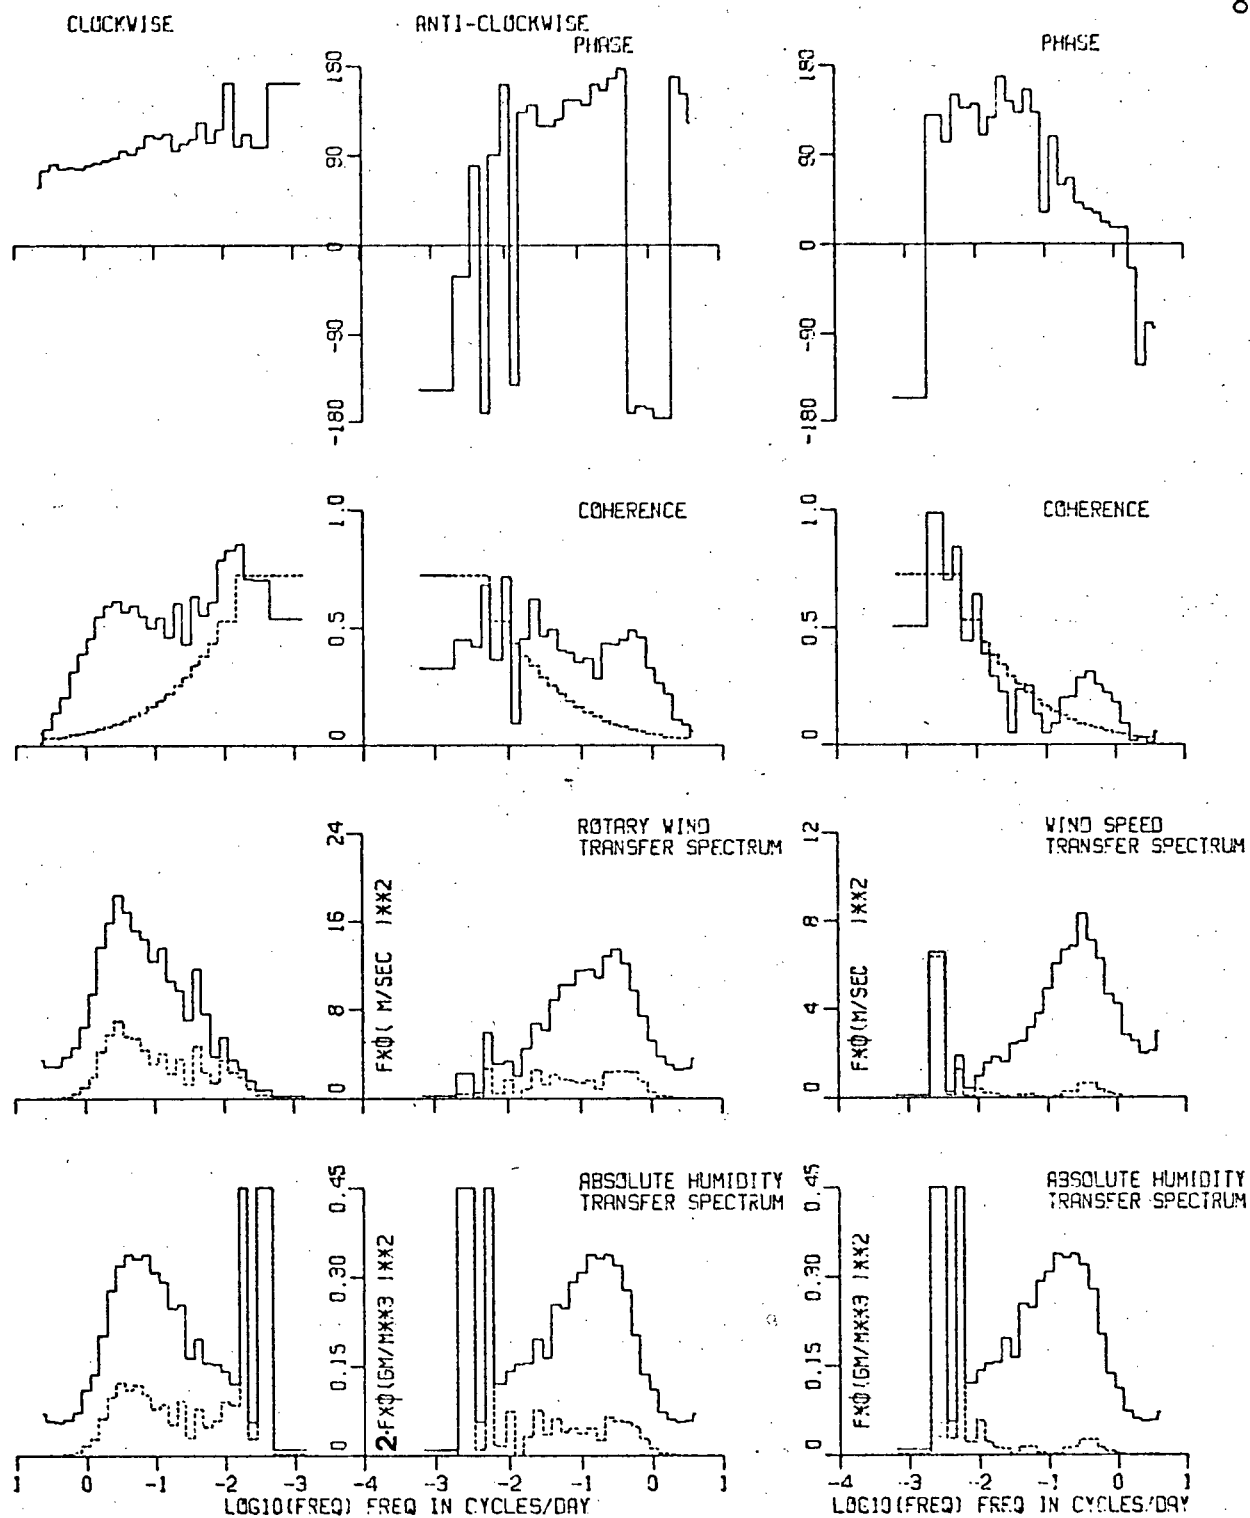 CLOCKWISE ANTI-CLOCKWISE
PHASE PHASE
180 90 0 -90 -180
180 90 0 -90 -180
COHERENCE COHERENCE
1.0 0.5 0
1.0 0.5 0
ROTARY WIND
TRANSFER SPECTRUM
WIND SPEED
TRANSFER SPECTRUM
24 16 8 0
F*Φ( M/SEC )**2
12 8 4 0
F*Φ(M/SEC )**2
ABSOLUTE HUMIDITY
TRANSFER SPECTRUM
ABSOLUTE HUMIDITY
TRANSFER SPECTRUM
0.45 0.30 0.15 0
2·F*Φ(GM/M**3 )**2
0.45 0.30 0.15 0
F*Φ(GM/M**3 )**2
1 0 -1 -2 -3 -4 -3 -2 -1 0 1
-4 -3 -2 -1 0 1
LOG10(FREQ) FREQ IN CYCLES/DAY
LOG10(FREQ) FREQ IN CYCLES/DAY